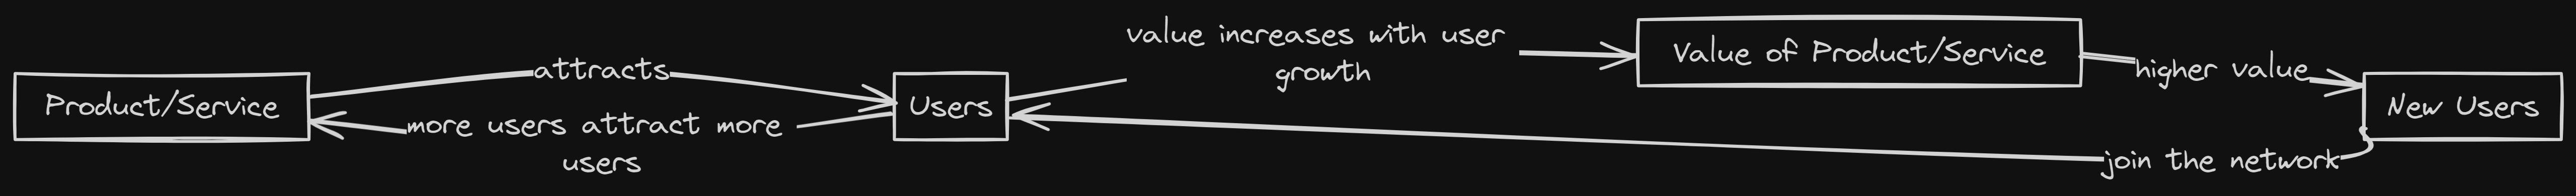 Product/Service
attracts
more users attract more
users
Users
value increases with user
growth
Value of Product/Service
higher value
New Users
join the network